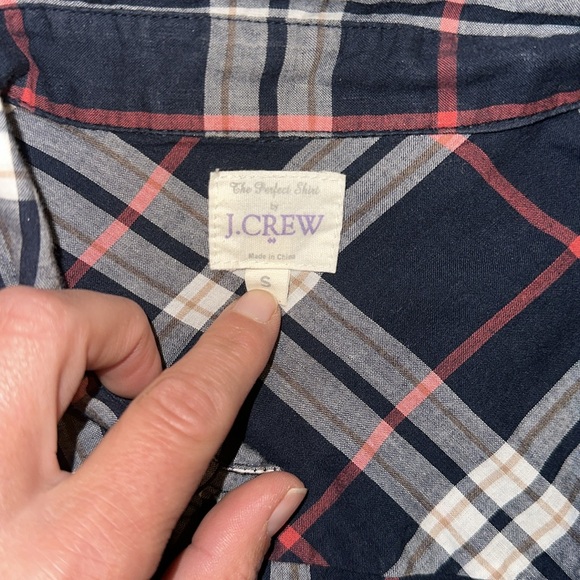 The Perfect Shirt
by
J.CREW
Made in China
S